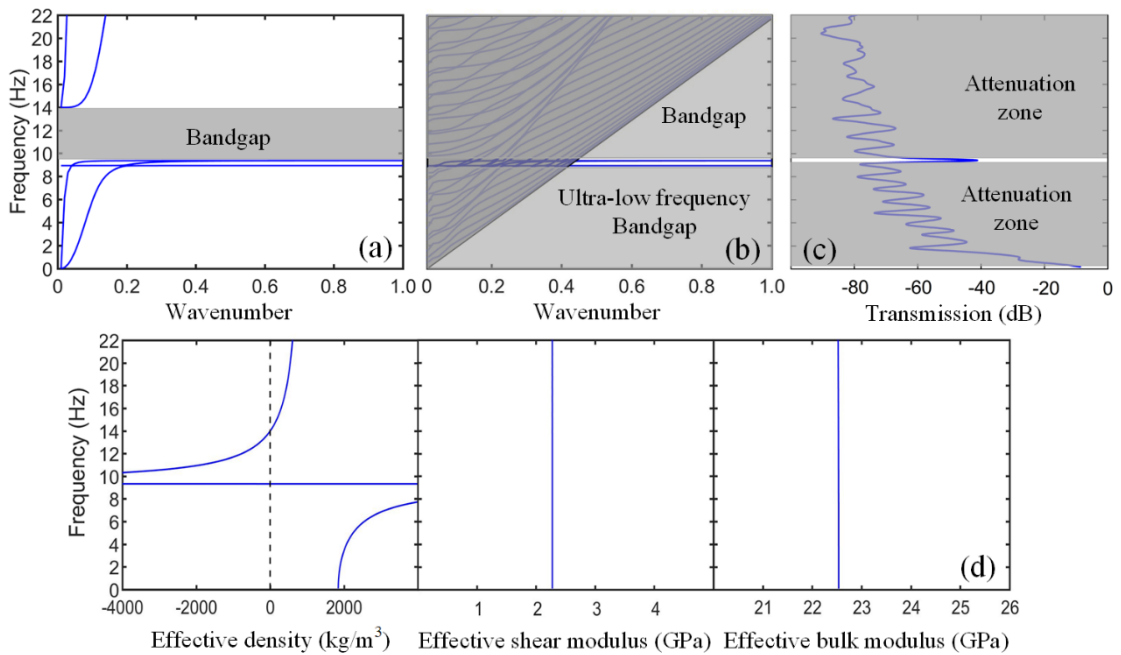 22
20
18
16
14
12
10
8
6
4
2
0
Frequency (Hz)
Bandgap
(a)
0 0.2 0.4 0.6 0.8 1.0
Wavenumber
Bandgap
Ultra-low frequency
Bandgap
(b)
0 0.2 0.4 0.6 0.8 1.0
Wavenumber
Attenuation
zone
Attenuation
zone
(c)
-80 -60 -40 -20 0
Transmission (dB)
22
20
18
16
14
12
10
8
6
4
2
0
Frequency (Hz)
-4000 -2000 0 2000
Effective density (kg/m³)
1 2 3 4
Effective shear modulus (GPa)
(d)
21 22 23 24 25 26
Effective bulk modulus (GPa)